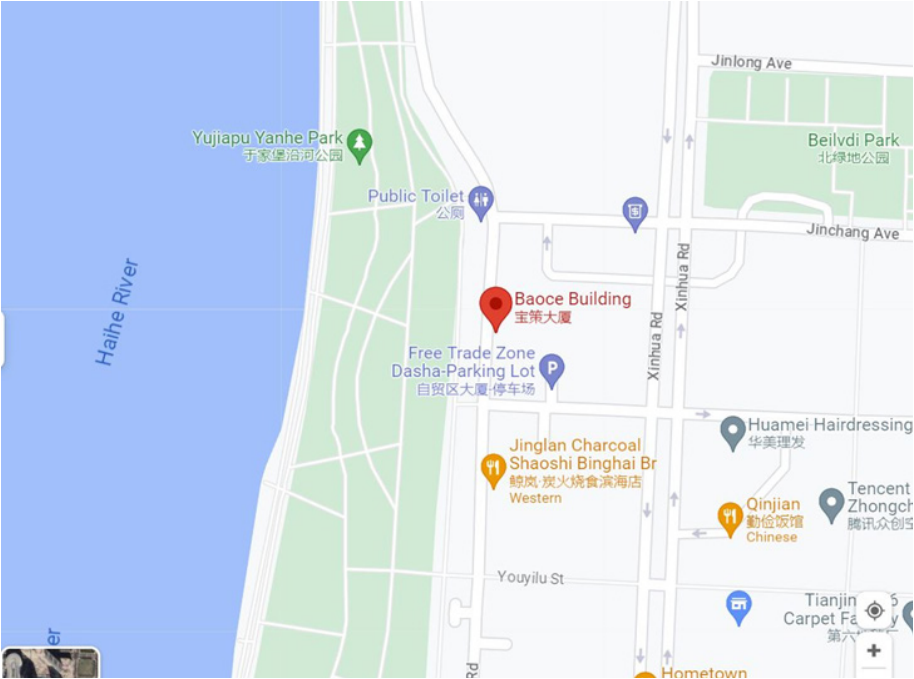 Jinlong Ave
Yujiapu Yanhe Park
于家堡沿河公园
Beilvdi Park
北绿地公园
Public Toilet
公厕
Jinchang Ave
Xinhua Rd
Haihe River
Baoce Building
宝策大厦
Xinhua Rd
Free Trade Zone
Dasha-Parking Lot
自贸区大厦-停车场
P
Huamei Hairdressing
华美理发
Jinglan Charcoal
Shaoshi Binghai Br
鲸岚·炭火烧食滨海店
Western
Tencent
Zhongch
腾讯众创空
Qinjian
勤俭饭馆
Chinese
Youyilu St
Tianjin 6
Carpet Fa y
第六
Rd
Hometown